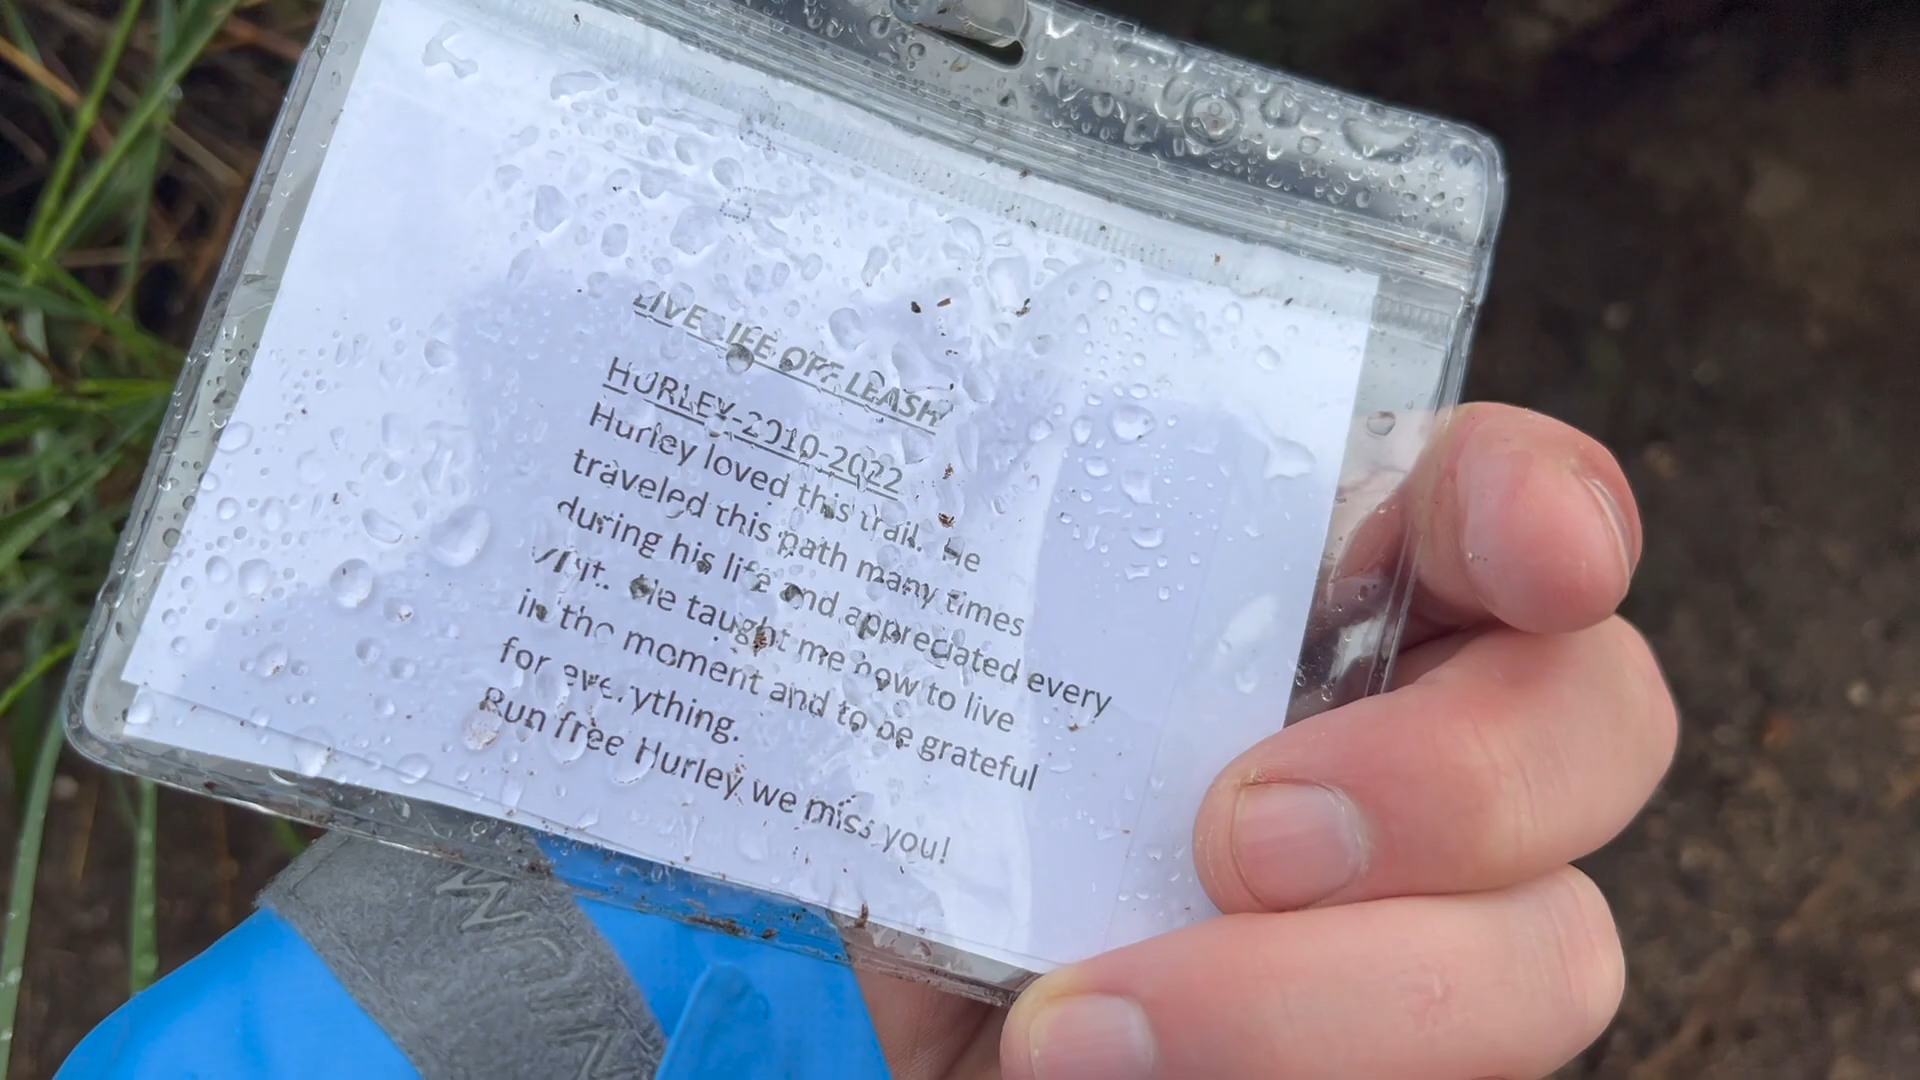 LIVE LIFE OFF LEASH
HURLEY-2010-2022
Hurley loved this trail. He
traveled this path many times
during his life and appreciated every
visit. He taught me how to live
in the moment and to be grateful
for everything.
Run free Hurley we miss you!